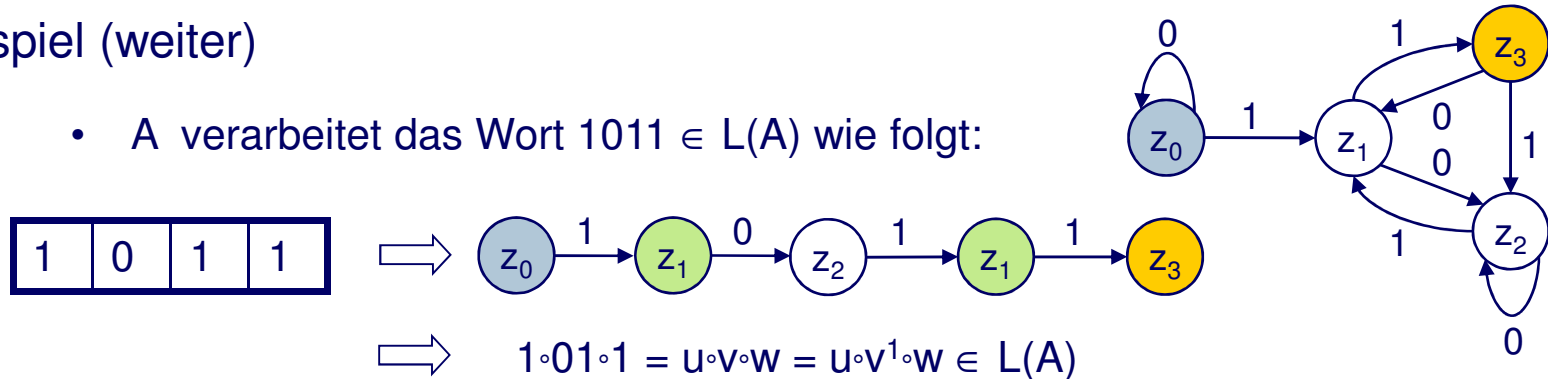 spiel (weiter)
• A verarbeitet das Wort 1011 ∈ L(A) wie folgt:
1 0 1 1
z₀ 1 z₁ 0 z₂ 1 z₁ 1 z₃
1∘01∘1 = u∘v∘w = u∘v¹∘w ∈ L(A)
0 1 z₃
z₀ 1 z₁ 0 1
0
1 z₂
0